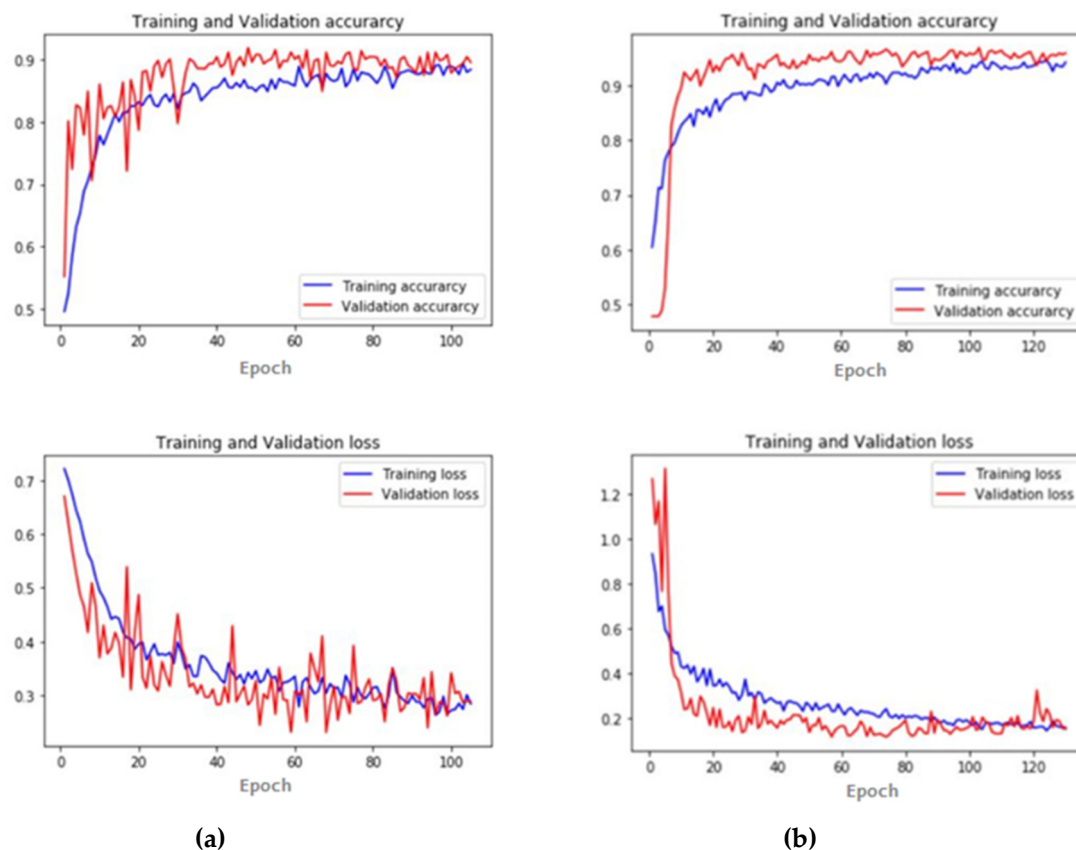 Training and Validation accurarcy
0.9
0.8
0.7
0.6
0.5
Training accurarcy
Validation accurarcy
0 20 40 60 80 100
Epoch
Training and Validation accurarcy
0.9
0.8
0.7
0.6
0.5
Training accurarcy
Validation accurarcy
0 20 40 60 80 100 120
Epoch
Training and Validation loss
0.7
0.6
0.5
0.4
0.3
Training loss
Validation loss
0 20 40 60 80 100
Epoch
Training and Validation loss
1.2
1.0
0.8
0.6
0.4
0.2
Training loss
Validation loss
0 20 40 60 80 100 120
Epoch
(a)
(b)